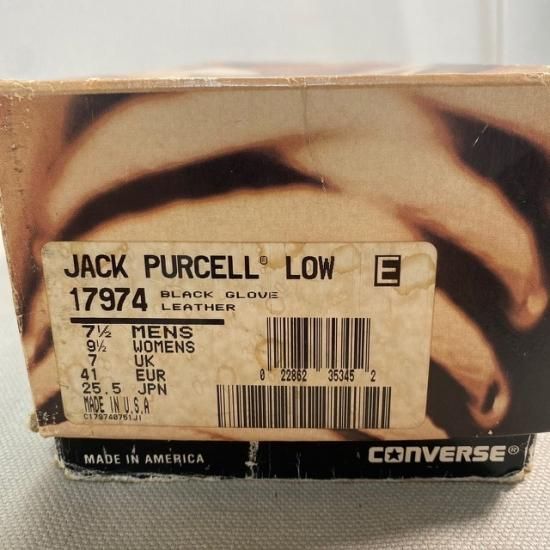 JACK PURCELL® LOW E
17974 BLACK GLOVE
LEATHER
7½ MENS
9½ WOMENS
7 UK
41 EUR
25.5 JPN
MADE IN U.S.A
C179740751J1
0 22862 35345 2
MADE IN AMERICA
CONVERSE®